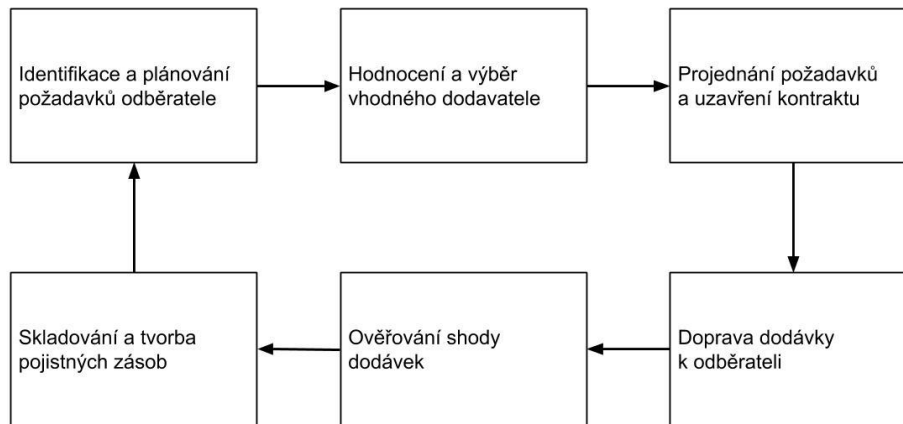 Identifikace a plánování
požadavků odběratele
Hodnocení a výběr
vhodného dodavatele
Projednání požadavků
a uzavření kontraktu
Doprava dodávky
k odběrateli
Ověřování shody
dodávek
Skladování a tvorba
pojistných zásob